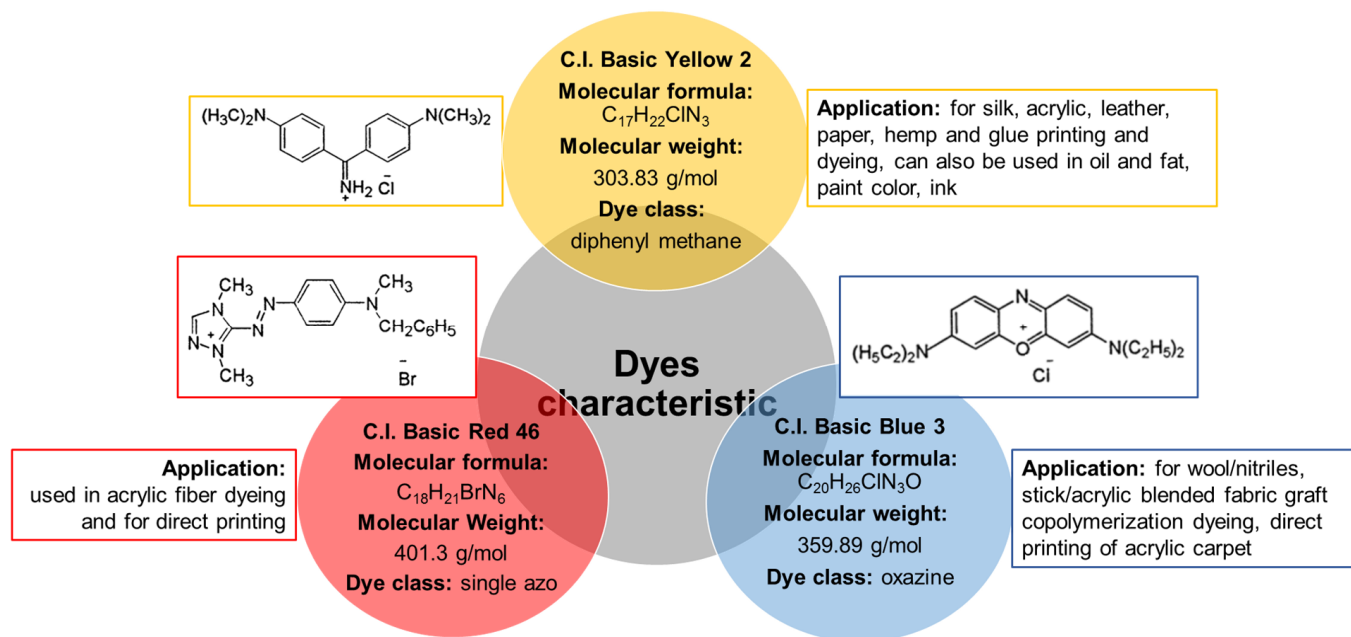 C.I. Basic Yellow 2
Molecular formula:
C₁₇H₂₂ClN₃
Molecular weight:
303.83 g/mol
Dye class:
diphenyl methane
(H₃C)₂N
N(CH₃)₂
NH₂
+
Cl
−
Application: for silk, acrylic, leather,
paper, hemp and glue printing and
dyeing, can also be used in oil and fat,
paint color, ink
CH₃
N
N
N
+
N
N
CH₃
N
CH₃
CH₂C₆H₅
−
Br
Dyes
characteristic
N
(H₅C₂)₂N
O
+
N(C₂H₅)₂
−
Cl
C.I. Basic Red 46
Molecular formula:
C₁₈H₂₁BrN₆
Molecular Weight:
401.3 g/mol
Dye class: single azo
Application:
used in acrylic fiber dyeing
and for direct printing
C.I. Basic Blue 3
Molecular formula:
C₂₀H₂₆ClN₃O
Molecular weight:
359.89 g/mol
Dye class: oxazine
Application: for wool/nitriles,
stick/acrylic blended fabric graft
copolymerization dyeing, direct
printing of acrylic carpet